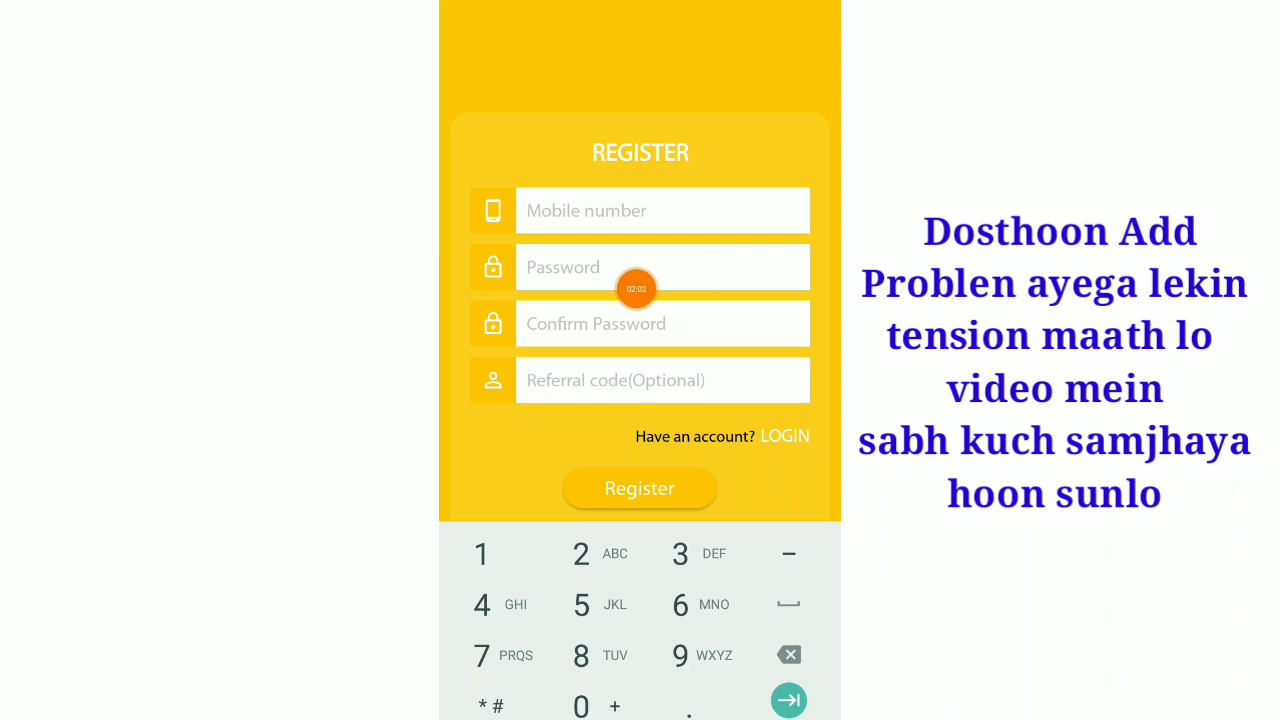 REGISTER
Mobile number
Password
02:02
Confirm Password
Referral code(Optional)
Have an account? LOGIN
Register
1 2 ABC 3 DEF –
4 GHI 5 JKL 6 MNO
7 PRQS 8 TUV 9 WXYZ
* # 0 + .
Dosthoon Add
Problen ayega lekin
tension maath lo
video mein
sabh kuch samjhaya
hoon sunlo